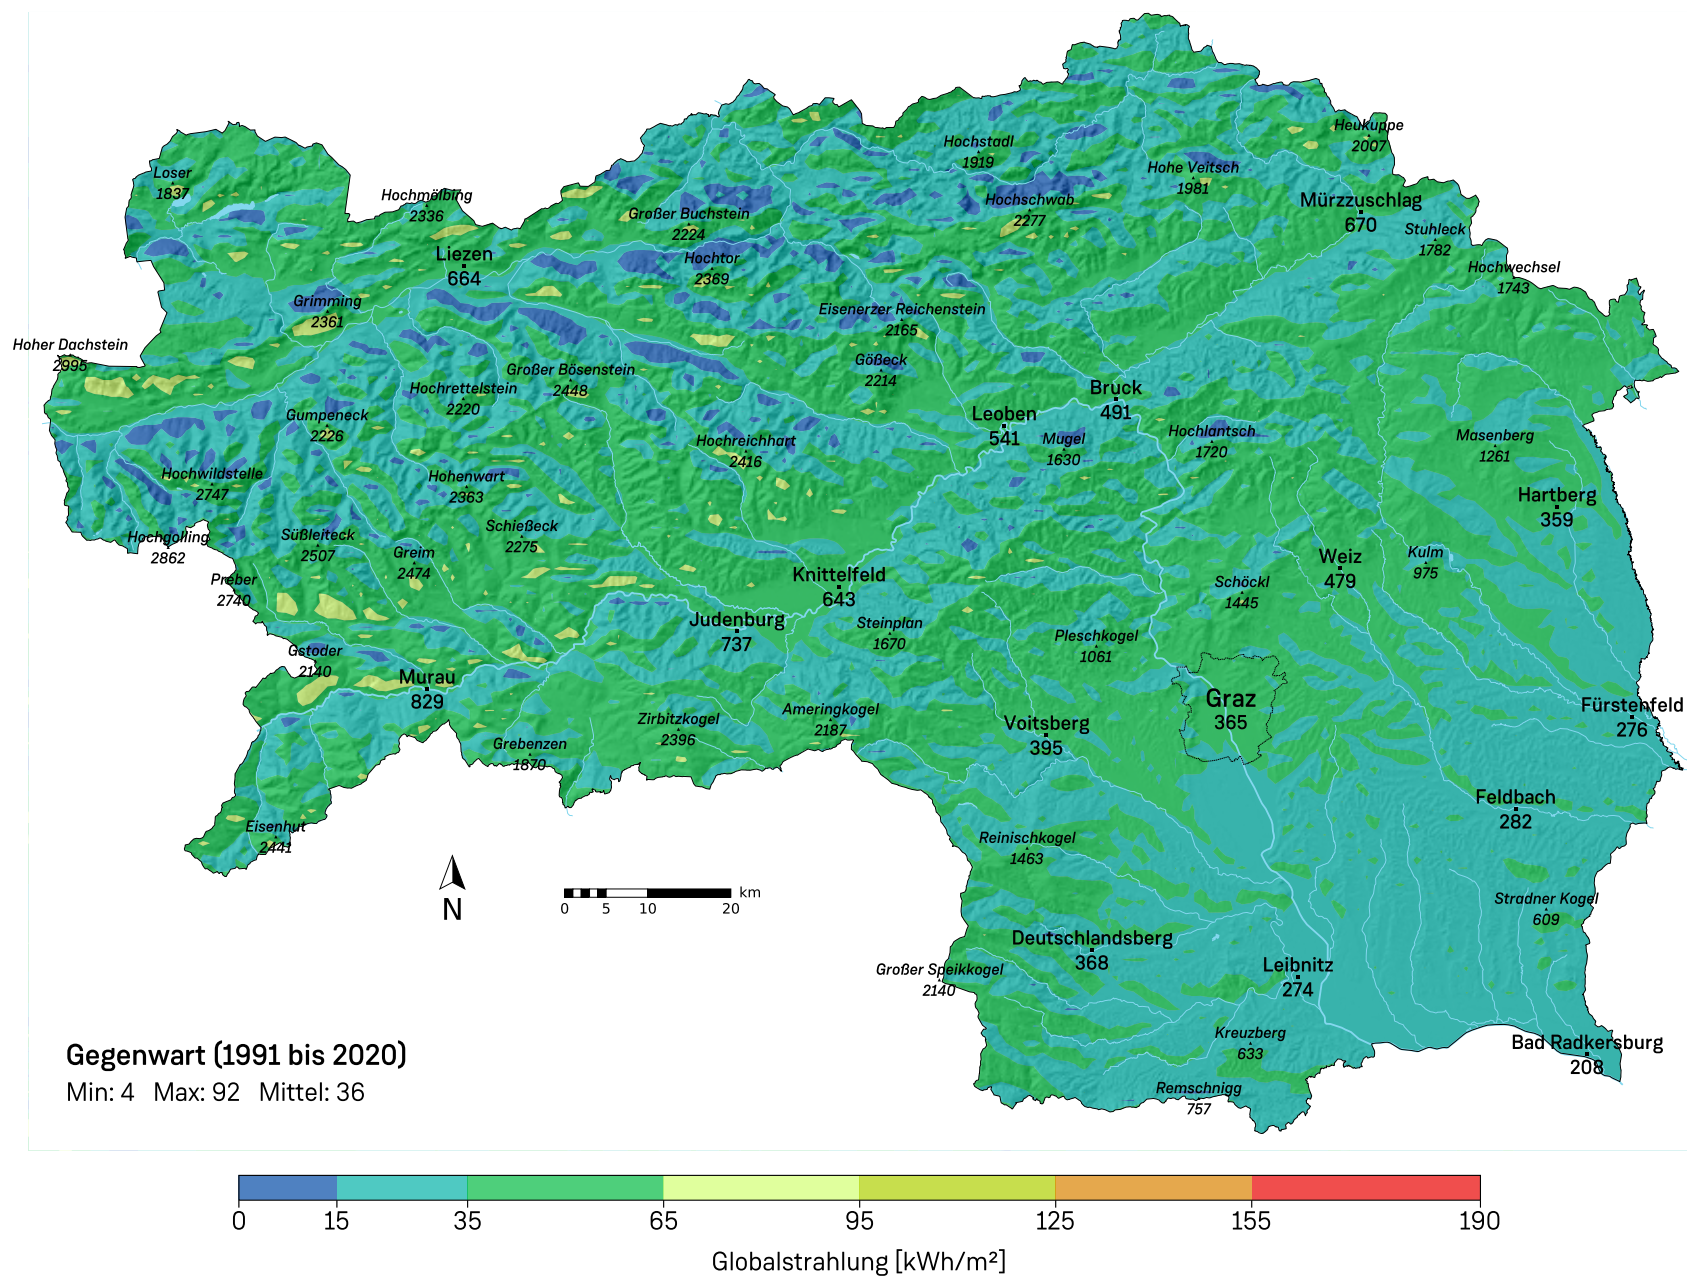 Heukuppe
2007
Hochstadl
1919
Hohe Veitsch
1981
Loser
1837
Hochmölbing
2336
Hochschwab
2277
Mürzzuschlag
670
Großer Buchstein
2224
Stuhleck
1782
Liezen
664
Hochtor
2369
Hochwechsel
1743
Grimming
2361
Eisenerzer Reichenstein
2165
Hoher Dachstein
2995
Gößeck
2214
Großer Bösenstein
2448
Hochrettelstein
2220
Bruck
491
Gumpeneck
2226
Leoben
541
Hochreichhart
2416
Mugel
1630
Hochlantsch
1720
Masenberg
1261
Hochwildstelle
2747
Hohenwart
2363
Hartberg
359
Schießeck
2275
Hochgolling
2862
Süßleiteck
2507
Greim
2474
Weiz
479
Kulm
975
Preber
2740
Knittelfeld
643
Schöckl
1445
Judenburg
737
Steinplan
1670
Pleschkogel
1061
Gstoder
2140
Murau
829
Graz
365
Fürstenfeld
276
Zirbitzkogel
2396
Ameringkogel
2187
Voitsberg
395
Grebenzen
1870
Feldbach
282
Eisenhut
2441
Reinischkogel
1463
N
km
0 5 10 20
Stradner Kogel
609
Deutschlandsberg
368
Großer Speikkogel
2140
Leibnitz
274
Kreuzberg
633
Bad Radkersburg
208
Remschnigg
757
Gegenwart (1991 bis 2020)
Min: 4 Max: 92 Mittel: 36
0 15 35 65 95 125 155 190
Globalstrahlung [kWh/m²]